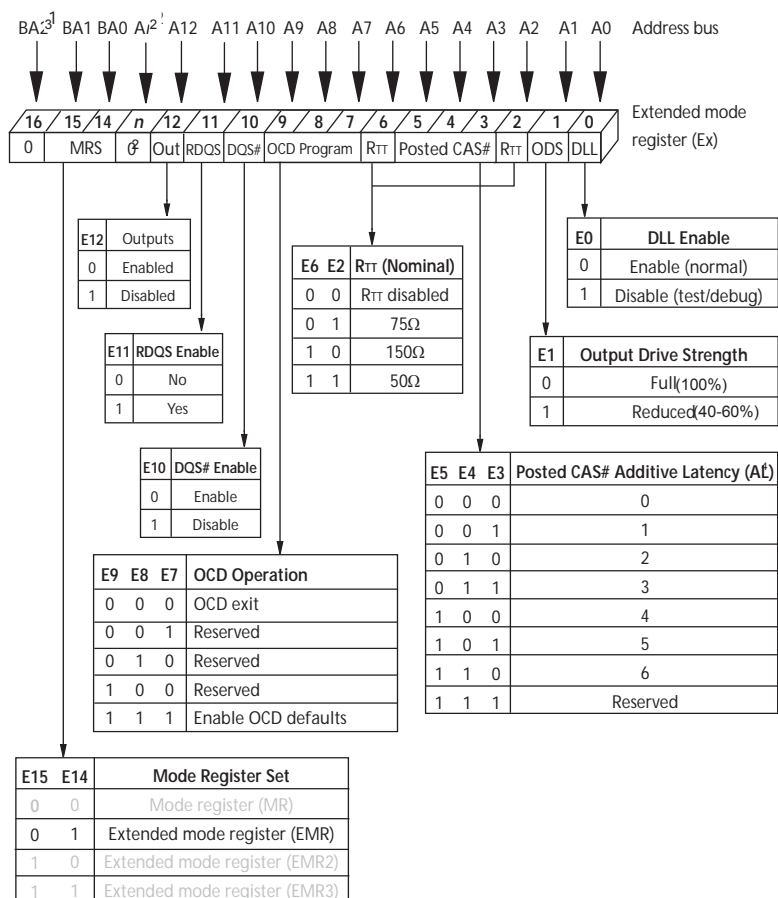 BA2³¹ BA1 BA0 A/²' A12 A11 A10 A9 A8 A7 A6 A5 A4 A3 A2 A1 A0 Address bus
16 15 14 n 12 11 10 9 8 7 6 5 4 3 2 1 0 Extended mode
register (Ex)
0 MRS 0² Out RDQS DQS# OCD Program RTT Posted CAS# RTT ODS DLL
E12 Outputs
0 Enabled
1 Disabled
E11 RDQS Enable
0 No
1 Yes
E10 DQS# Enable
0 Enable
1 Disable
E6 E2 RTT (Nominal)
0 0 RTT disabled
0 1 75Ω
1 0 150Ω
1 1 50Ω
E0 DLL Enable
0 Enable (normal)
1 Disable (test/debug)
E1 Output Drive Strength
0 Full(100%)
1 Reduced(40-60%)
E9 E8 E7 OCD Operation
0 0 0 OCD exit
0 0 1 Reserved
0 1 0 Reserved
1 0 0 Reserved
1 1 1 Enable OCD defaults
E5 E4 E3 Posted CAS# Additive Latency (AL)
0 0 0 0
0 0 1 1
0 1 0 2
0 1 1 3
1 0 0 4
1 0 1 5
1 1 0 6
1 1 1 Reserved
E15 E14 Mode Register Set
0 0 Mode register (MR)
0 1 Extended mode register (EMR)
1 0 Extended mode register (EMR2)
1 1 Extended mode register (EMR3)